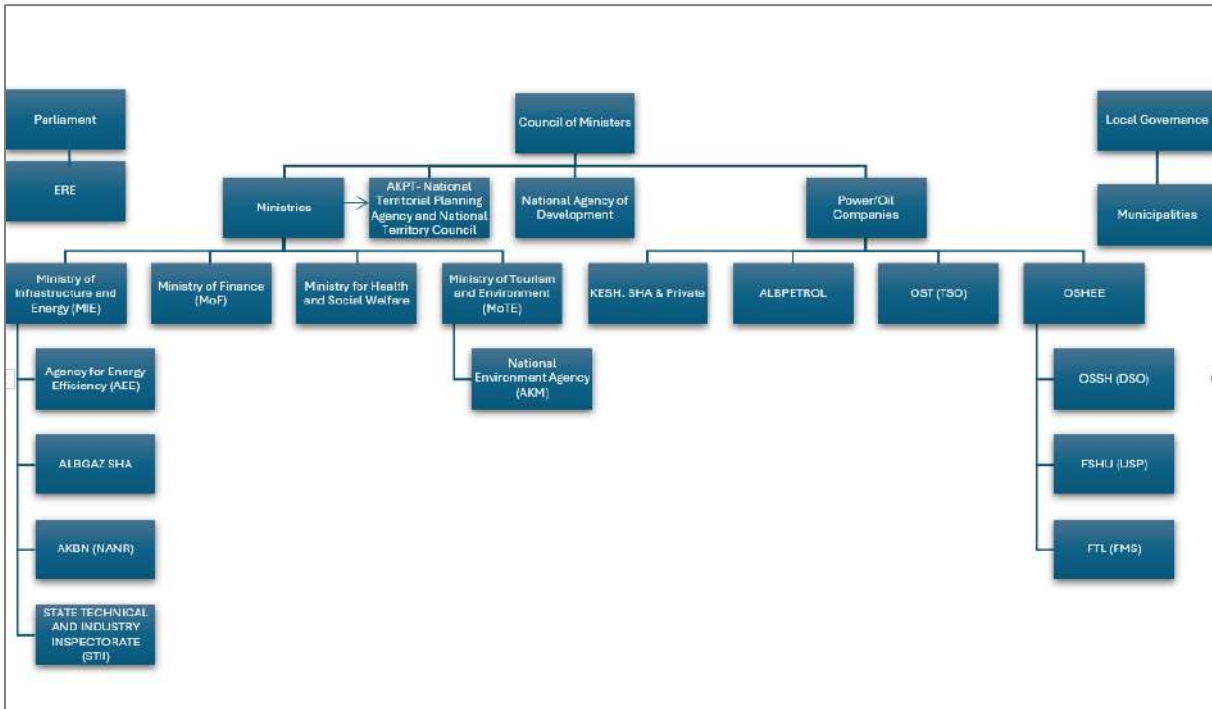 Parliament
Council of Ministers
Local Governance
ERE
Ministries
AKPT- National
Territorial Planning
Agency and National
Territory Council
National Agency of
Development
Power/Oil
Companies
Municipalities
Ministry of
Infrastructure and
Energy (MIE)
Ministry of Finance
(MoF)
Ministry for Health
and Social Welfare
Ministry of Tourism
and Environment
(MoTE)
KESH. SHA & Private
ALBPETROL
OST (TSO)
OSHEE
Agency for Energy
Efficiency (AEE)
National
Environment Agency
(AKM)
OSSH (DSO)
ALBGAZ SHA
FSHU (USP)
AKBN (NANR)
FTL (FMS)
STATE TECHNICAL
AND INDUSTRY
INSPECTORATE
(STII)